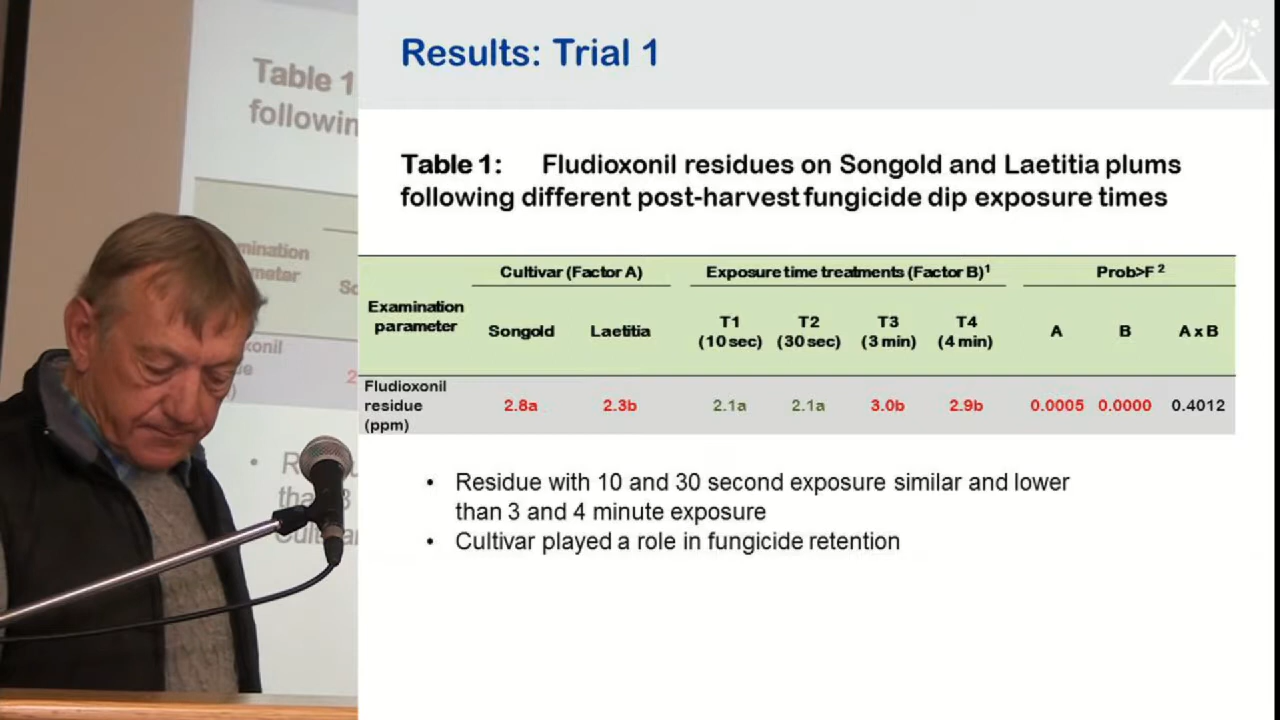 Results: Trial 1
Table 1: Fludioxonil residues on Songold and Laetitia plums
following different post-harvest fungicide dip exposure times
Examination
parameter
Cultivar (Factor A)
Exposure time treatments (Factor B)1
Prob>F 2
Songold
Laetitia
T1
(10 sec)
T2
(30 sec)
T3
(3 min)
T4
(4 min)
A
B
A x B
Fludioxonil
residue
(ppm)
2.8a
2.3b
2.1a
2.1a
3.0b
2.9b
0.0005
0.0000
0.4012
• Residue with 10 and 30 second exposure similar and lower
than 3 and 4 minute exposure
• Cultivar played a role in fungicide retention
Table 1